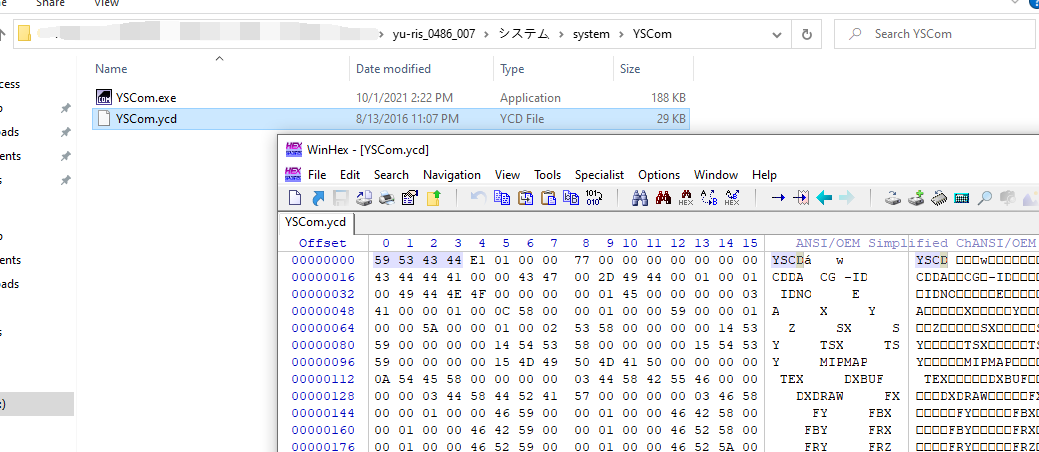 Share View
yu-ris_0486_007 システム system YSCom Search YSCom
Name Date modified Type Size
cess
YSCom.exe 10/1/2021 2:22 PM Application 188 KB
YSCom.ycd 8/13/2016 11:07 PM YCD File 29 KB
ads
ents
WinHex - [YSCom.ycd]
File Edit Search Navigation View Tools Specialist Options Window Help
YSCom.ycd
Offset 0 1 2 3 4 5 6 7 8 9 10 11 12 13 14 15 ANSI/OEM Simplified ChANSI/OEM
00000000 59 53 43 44 E1 01 00 00 77 00 00 00 00 00 00 00 YSCDá w YSCD□□□w□□□□□□□
00000016 43 44 44 41 00 00 43 47 00 2D 49 44 00 01 00 01 CDDA CG -ID CDDA□□CG□-ID□□□□
00000032 00 49 44 4E 4F 00 00 00 00 01 45 00 00 00 00 03 IDNO E □IDNO□□□□□E□□□□□
00000048 41 00 00 01 00 0C 58 00 00 01 00 00 59 00 00 01 A X Y A□□□□□X□□□□□Y□□□
00000064 00 00 5A 00 00 01 00 02 53 58 00 00 00 00 14 53 Z SX S □□Z□□□□□SX□□□□□S
00000080 59 00 00 00 00 14 54 53 58 00 00 00 00 15 54 53 Y TSX TS Y□□□□□TSX□□□□□TS
00000096 59 00 00 00 00 15 4D 49 50 4D 41 50 00 00 00 00 Y MIPMAP Y□□□□□MIPMAP□□□□
00000112 0A 54 45 58 00 00 00 00 03 44 58 42 55 46 00 00 TEX DXBUF TEX□□□□□DXBUF□□
00000128 00 00 03 44 58 44 52 41 57 00 00 00 00 03 46 58 DXDRAW FX □□□DXDRAW□□□□□FX
00000144 00 00 01 00 00 46 59 00 00 01 00 00 46 42 58 00 FY FBX □□□□□FY□□□□□FBX□
00000160 00 01 00 00 46 42 59 00 00 01 00 00 46 52 58 00 FBY FRX □□□□FBY□□□□□FRX□
00000176 00 01 00 00 46 52 59 00 00 01 00 00 46 52 5A 00 FRY FRZ □□□□FRY□□□□□FRZ□